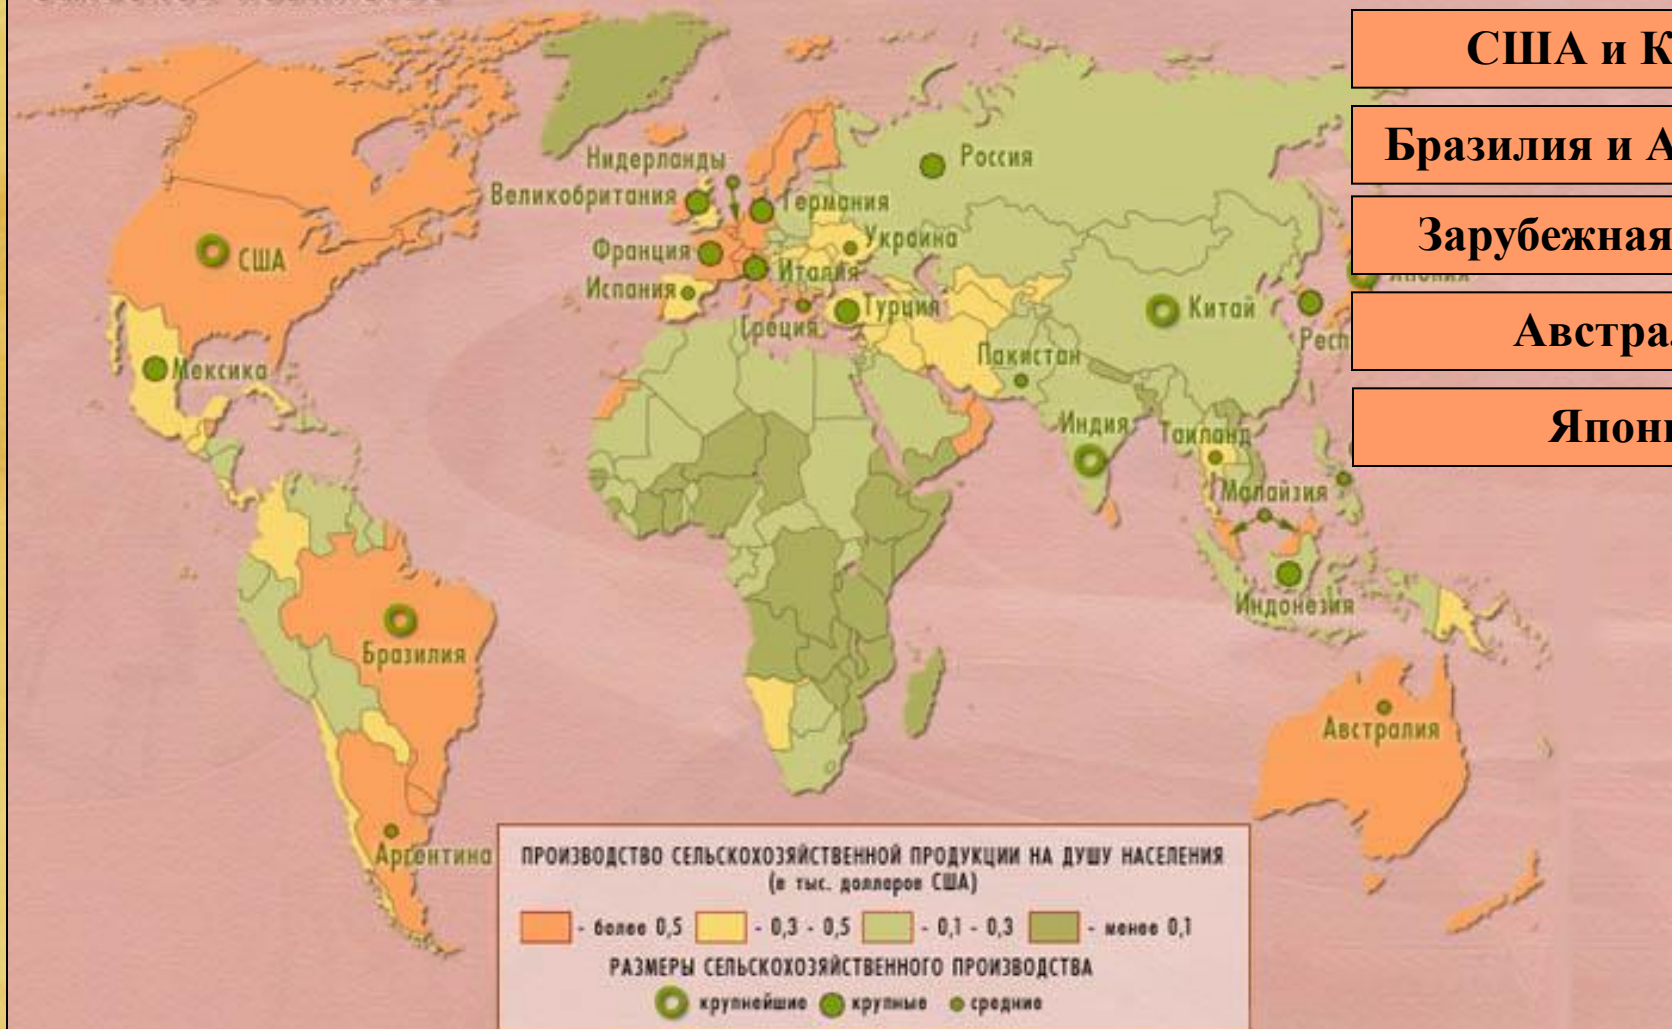 США и К
Бразилия и А
Зарубежная
Австра
Япон
Нидерланды
Великобритания
Франция
Испания
Германия
Италия
Греция
Россия
Украина
Турция
Пакистан
Китай
Респ
Япония
Индия
Таиланд
Малайзия
Индонезия
США
Мексика
Бразилия
Аргентина
Австралия
ПРОИЗВОДСТВО СЕЛЬСКОХОЗЯЙСТВЕННОЙ ПРОДУКЦИИ НА ДУШУ НАСЕЛЕНИЯ
(в тыс. долларов США)
- более 0,5 - 0,3 - 0,5 - 0,1 - 0,3 - менее 0,1
РАЗМЕРЫ СЕЛЬСКОХОЗЯЙСТВЕННОГО ПРОИЗВОДСТВА
крупнейшие крупные средние